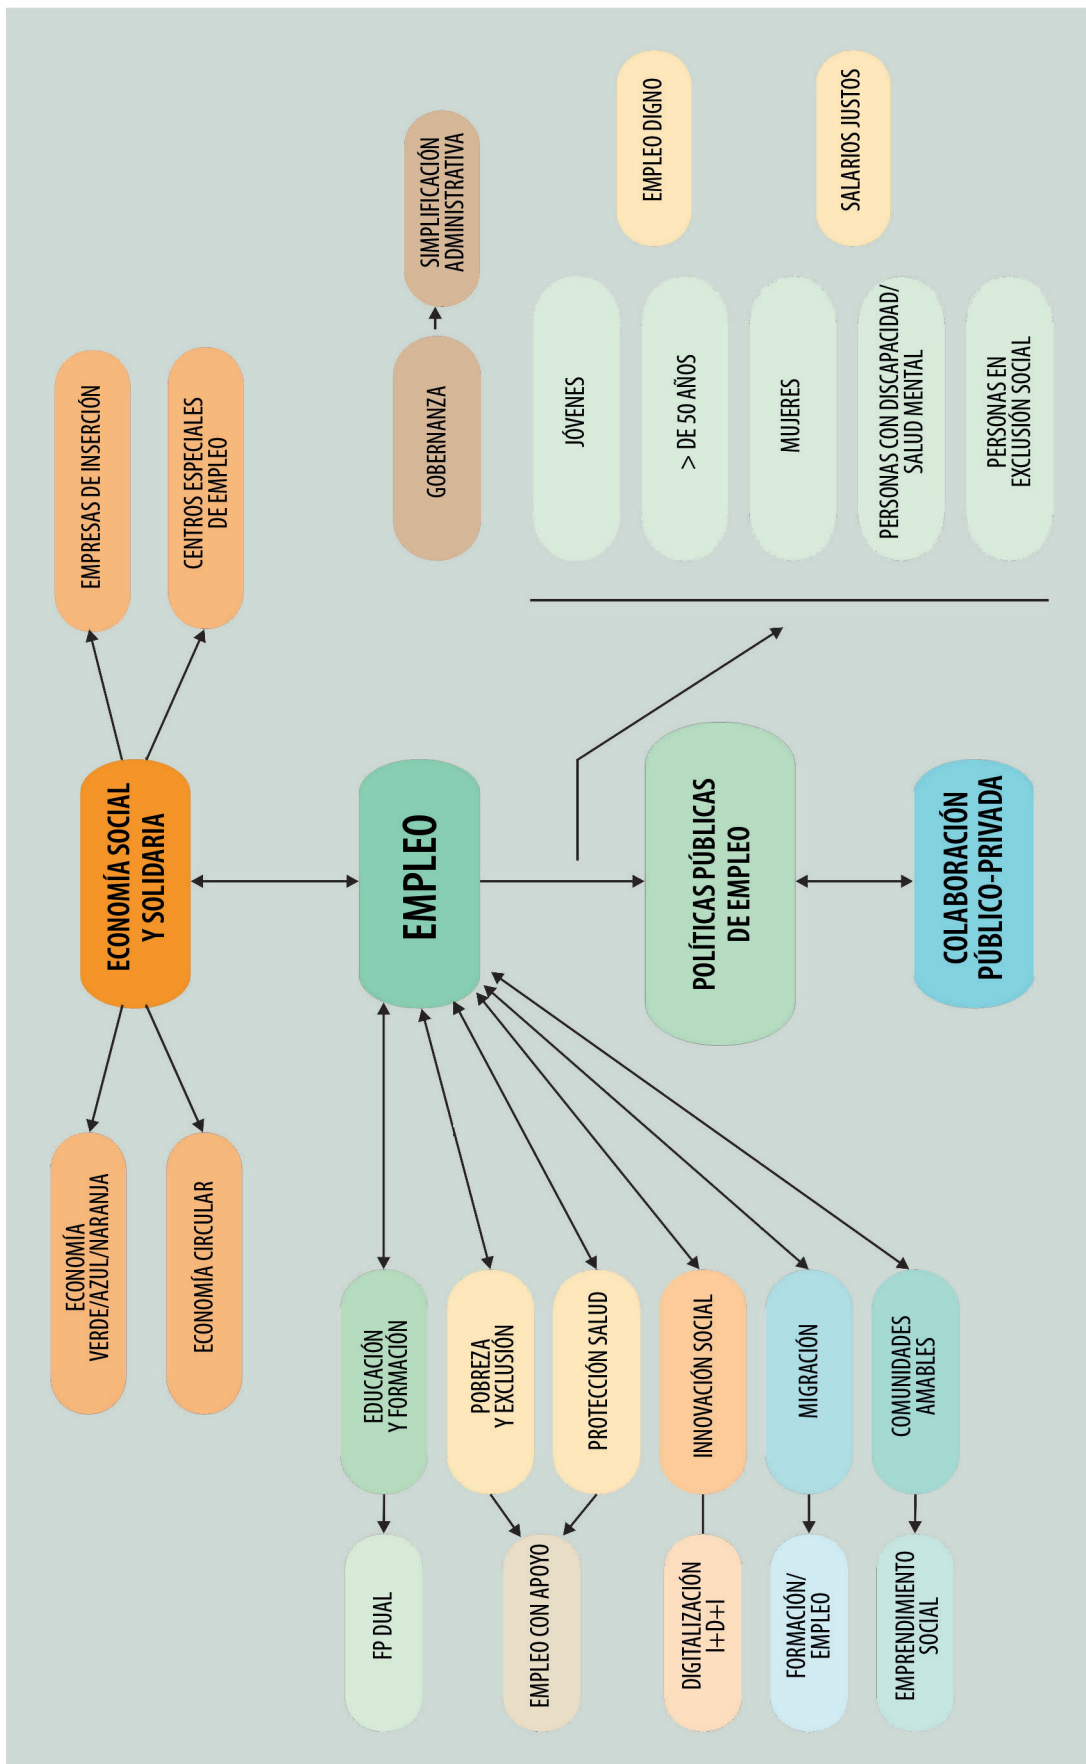 ECONOMÍA
VERDE/AZUL/NARANJA
ECONOMÍA CIRCULAR
ECONOMÍA SOCIAL
Y SOLIDARIA
EMPRESAS DE INSERCIÓN
CENTROS ESPECIALES
DE EMPLEO
FP DUAL
EDUCACIÓN
Y FORMACIÓN
EMPLEO
GOBERNANZA
SIMPLIFICACIÓN
ADMINISTRATIVA
EMPLEO CON APOYO
POBREZA
Y EXCLUSIÓN
PROTECCIÓN SALUD
DIGITALIZACIÓN
I+D+I
INNOVACIÓN SOCIAL
FORMACIÓN/
EMPLEO
MIGRACIÓN
EMPRENDIMIENTO
SOCIAL
COMUNIDADES
AMABLES
POLÍTICAS PÚBLICAS
DE EMPLEO
COLABORACIÓN
PÚBLICO-PRIVADA
JÓVENES
> DE 50 AÑOS
MUJERES
PERSONAS CON DISCAPACIDAD/
SALUD MENTAL
PERSONAS EN
EXCLUSIÓN SOCIAL
EMPLEO DIGNO
SALARIOS JUSTOS